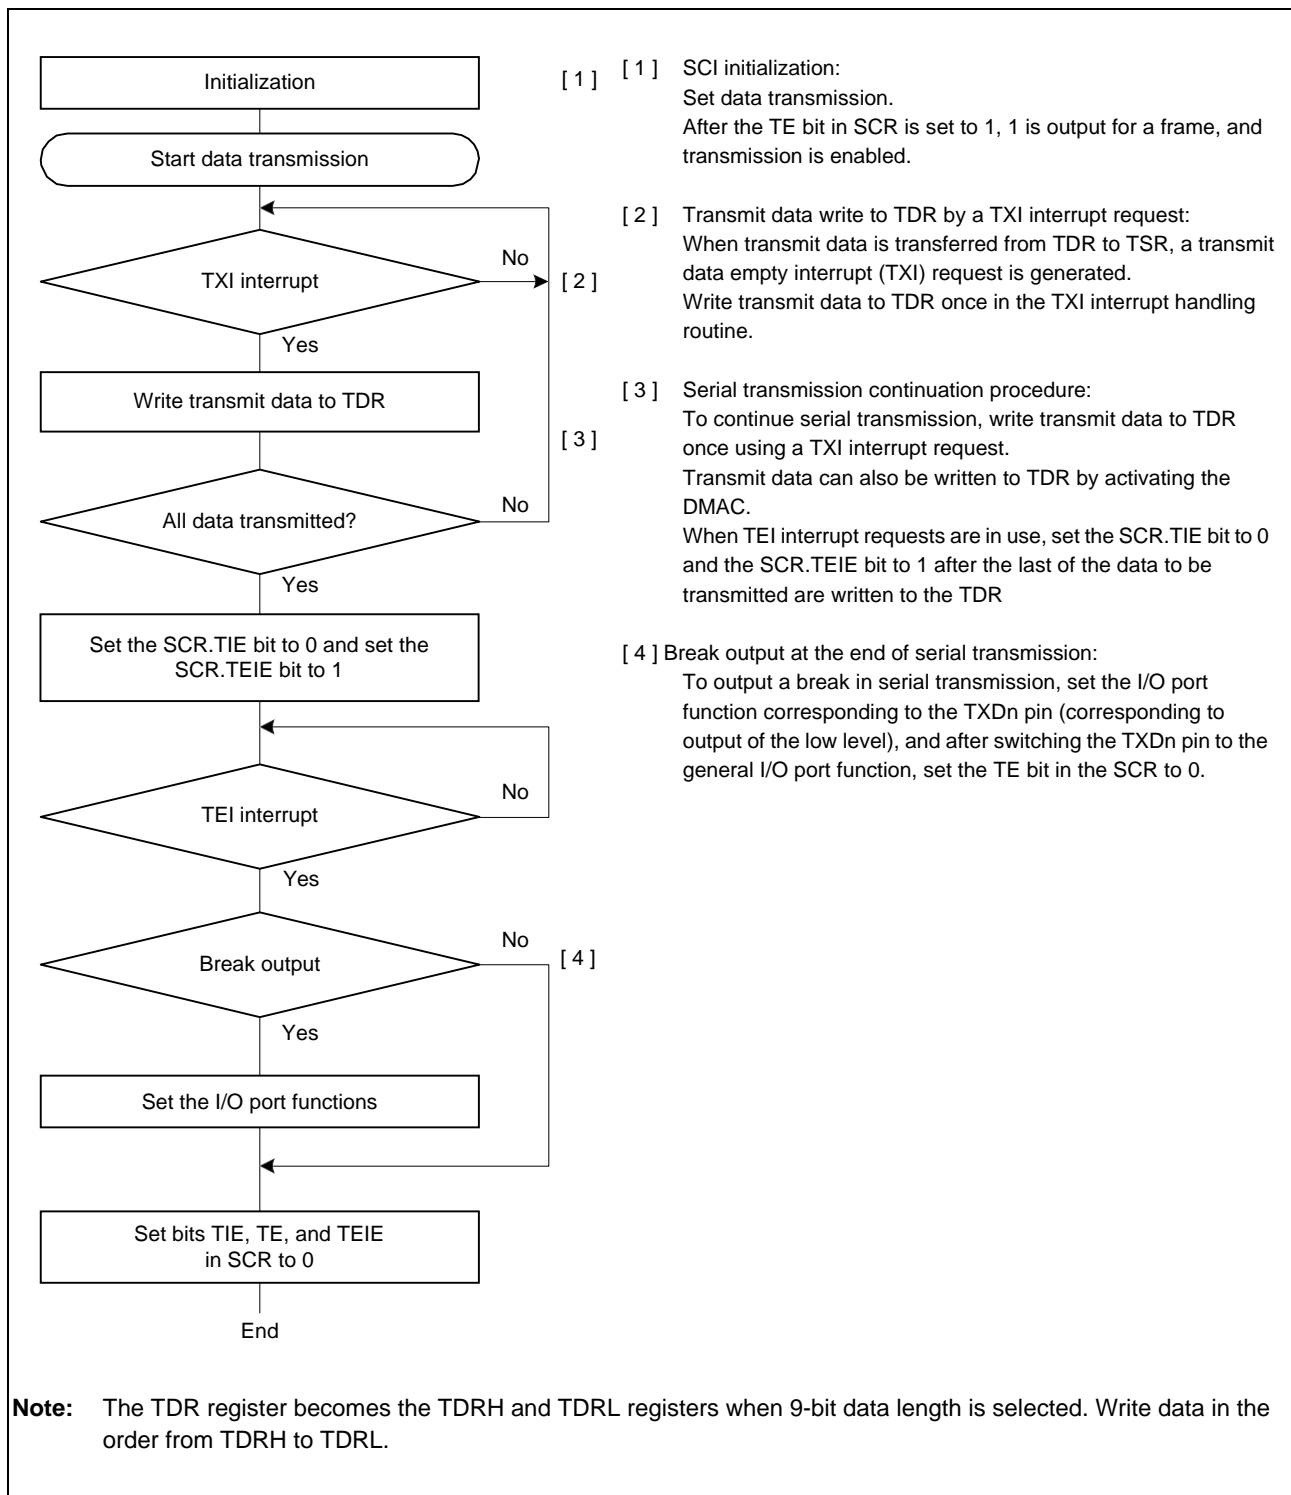 Initialization
[ 1 ]
Start data transmission
TXI interrupt
No
[ 2 ]
Yes
Write transmit data to TDR
[ 3 ]
All data transmitted?
No
Yes
Set the SCR.TIE bit to 0 and set the
SCR.TEIE bit to 1
TEI interrupt
No
Yes
Break output
No
[ 4 ]
Yes
Set the I/O port functions
Set bits TIE, TE, and TEIE
in SCR to 0
End
[ 1 ] SCI initialization:
Set data transmission.
After the TE bit in SCR is set to 1, 1 is output for a frame, and
transmission is enabled.
[ 2 ] Transmit data write to TDR by a TXI interrupt request:
When transmit data is transferred from TDR to TSR, a transmit
data empty interrupt (TXI) request is generated.
Write transmit data to TDR once in the TXI interrupt handling
routine.
[ 3 ] Serial transmission continuation procedure:
To continue serial transmission, write transmit data to TDR
once using a TXI interrupt request.
Transmit data can also be written to TDR by activating the
DMAC.
When TEI interrupt requests are in use, set the SCR.TIE bit to 0
and the SCR.TEIE bit to 1 after the last of the data to be
transmitted are written to the TDR
[ 4 ] Break output at the end of serial transmission:
To output a break in serial transmission, set the I/O port
function corresponding to the TXDn pin (corresponding to
output of the low level), and after switching the TXDn pin to the
general I/O port function, set the TE bit in the SCR to 0.
Note: The TDR register becomes the TDRH and TDRL registers when 9-bit data length is selected. Write data in the
order from TDRH to TDRL.